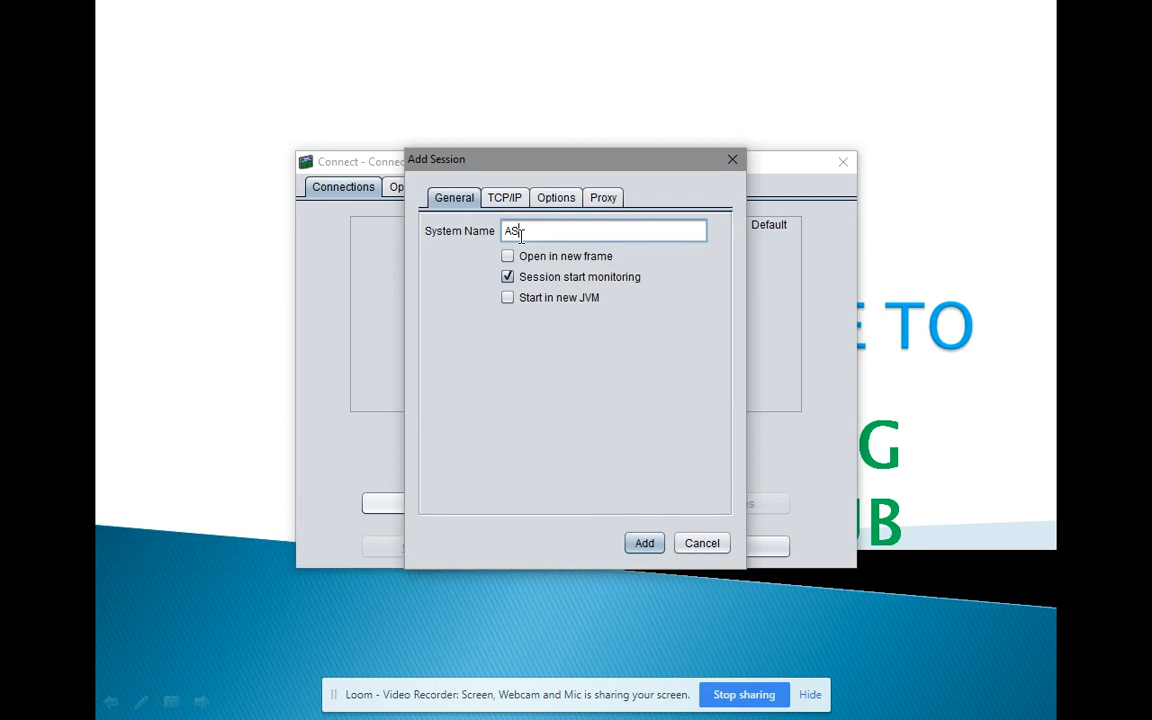 Connect - Connec
Add Session
Connections
Op
General
TCP/IP
Options
Proxy
System Name
AS
Default
Open in new frame
Session start monitoring
Start in new JVM
E TO
G
UB
s
Add
Cancel
Loom - Video Recorder: Screen, Webcam and Mic is sharing your screen.
Stop sharing
Hide